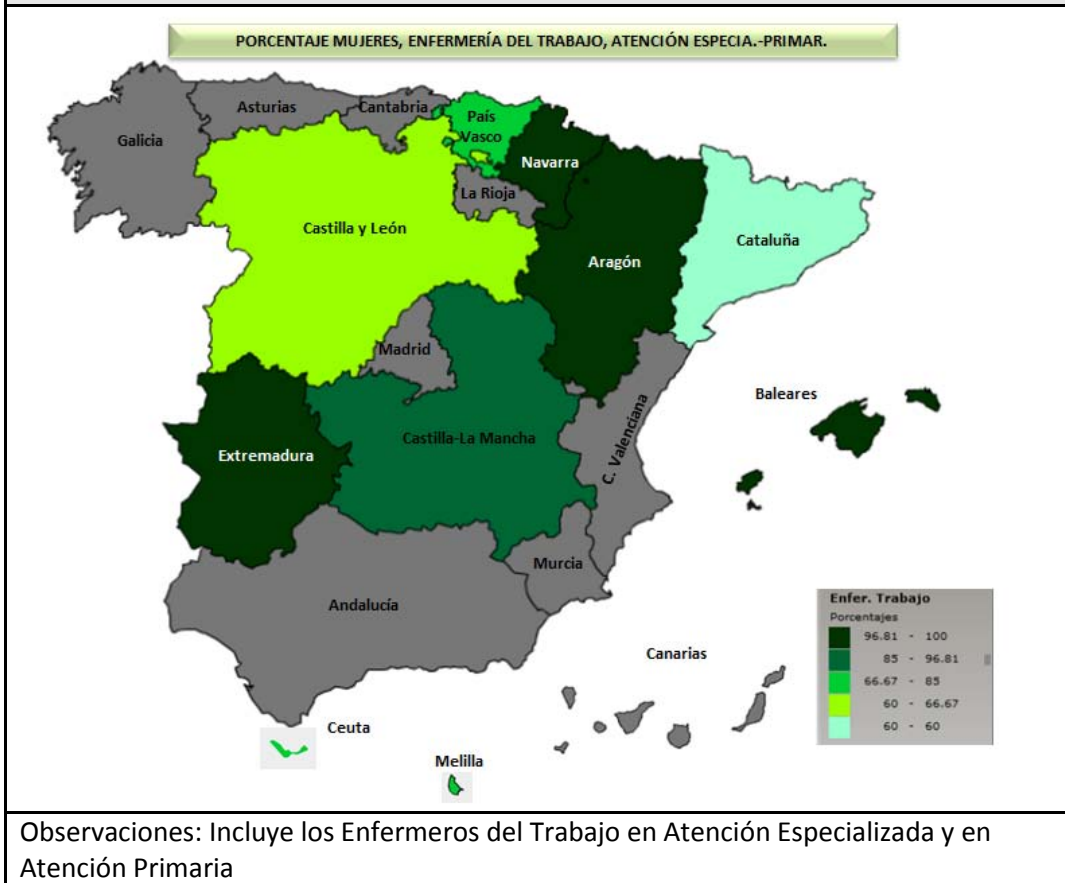 PORCENTAJE MUJERES, ENFERMERÍA DEL TRABAJO, ATENCIÓN ESPECIA.-PRIMAR.
Galicia
Asturias
Cantabria
País
Vasco
Navarra
La Rioja
Castilla y León
Aragón
Cataluña
Madrid
Baleares
Castilla-La Mancha
C. Valenciana
Extremadura
Murcia
Andalucía
Canarias
Ceuta
Melilla
Enfer. Trabajo
Porcentajes
96.81 - 100
85 - 96.81
66.67 - 85
60 - 66.67
60 - 60
Observaciones: Incluye los Enfermeros del Trabajo en Atención Especializada y en
Atención Primaria